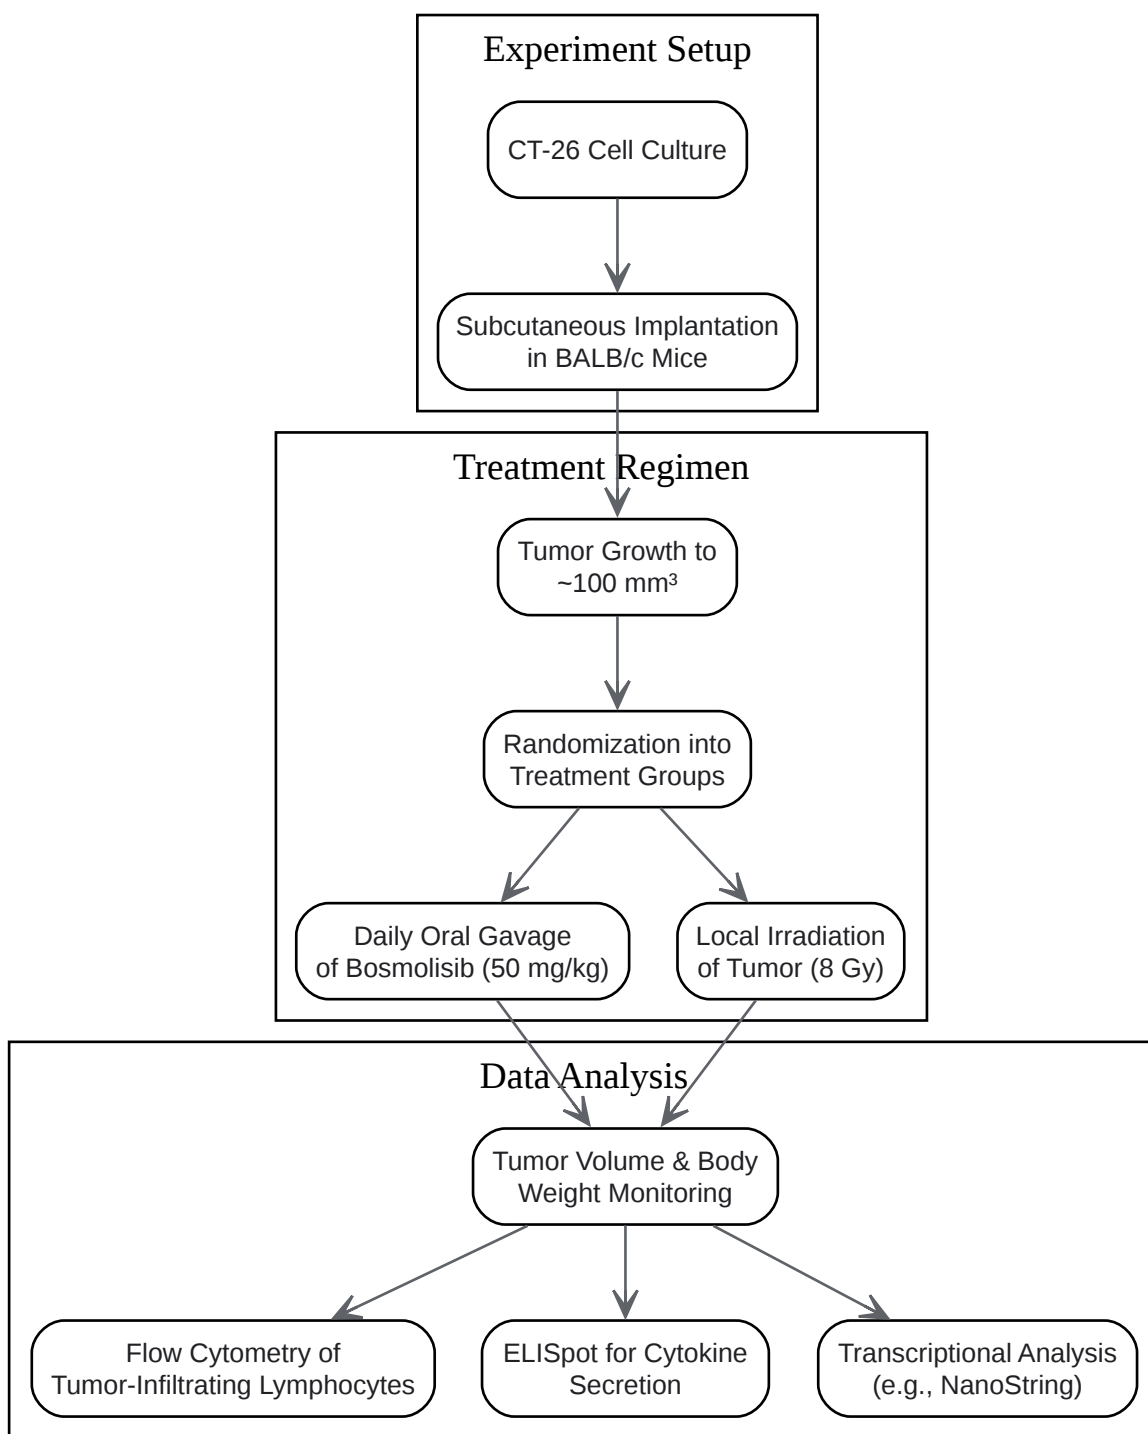 Experiment Setup
CT-26 Cell Culture
Subcutaneous Implantation
in BALB/c Mice
Treatment Regimen
Tumor Growth to
~100 mm³
Randomization into
Treatment Groups
Daily Oral Gavage
of Bosmolisib (50 mg/kg)
Local Irradiation
of Tumor (8 Gy)
Data Analysis
Tumor Volume & Body
Weight Monitoring
Flow Cytometry of
Tumor-Infiltrating Lymphocytes
ELISpot for Cytokine
Secretion
Transcriptional Analysis
(e.g., NanoString)